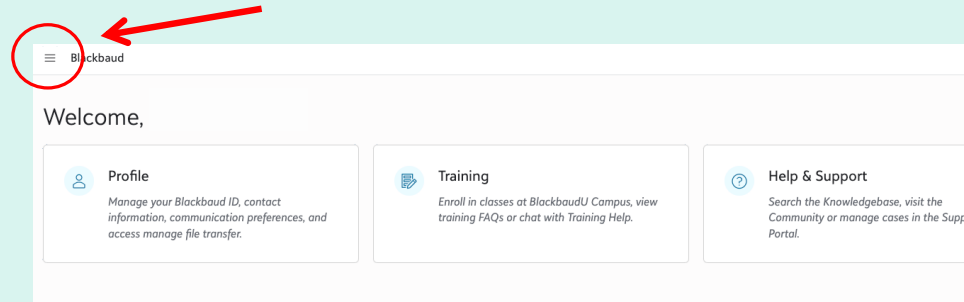 Blackbaud
Welcome,
Profile
Manage your Blackbaud ID, contact
information, communication preferences, and
access manage file transfer.
Training
Enroll in classes at BlackbaudU Campus, view
training FAQs or chat with Training Help.
Help & Support
Search the Knowledgebase, visit the
Community or manage cases in the Supp
Portal.